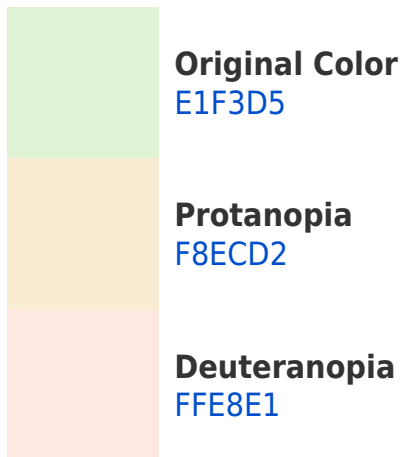 Original Color
E1F3D5
Protanopia
F8ECD2
Deuteranopia
FFE8E1